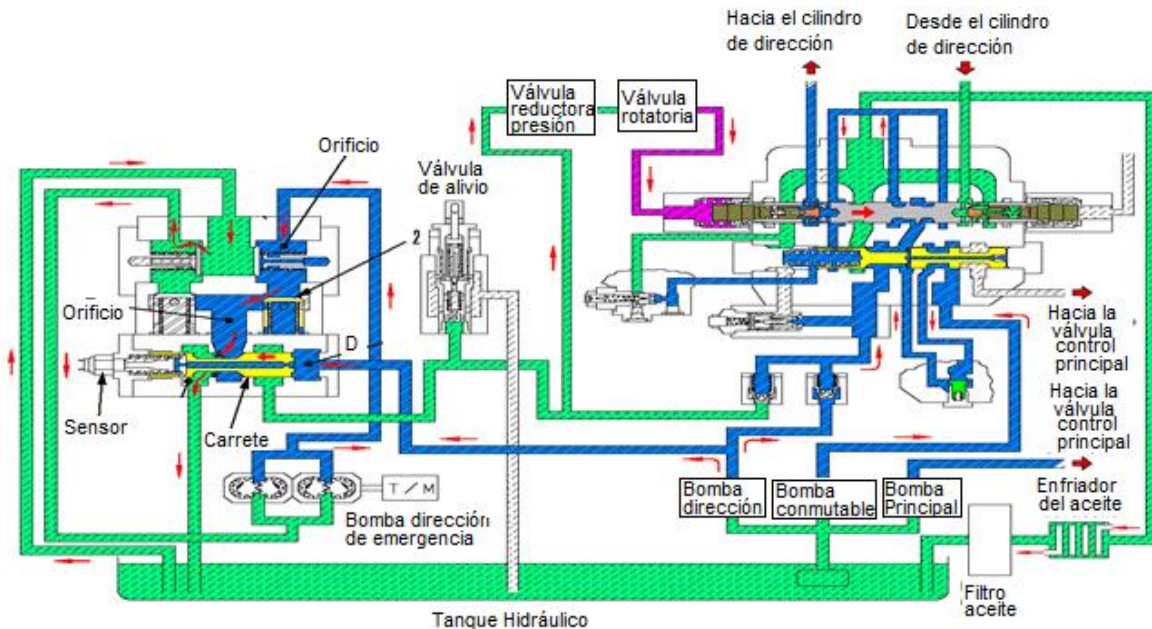 Hacia el cilindro
de dirección
Desde el cilindro
de dirección
Válvula
reductora
presión
Válvula
rotatoria
Orificio
Válvula
de alivio
2
Orificio
D
Sensor
Carrete
Hacia la
válvula
control
principal
Hacia la
válvula
control
principal
T / M
Bomba dirección
de emergencia
Bomba
dirección
Bomba
conmutable
Bomba
Principal
Enfriador
del aceite
Filtro
aceite
Tanque Hidráulico